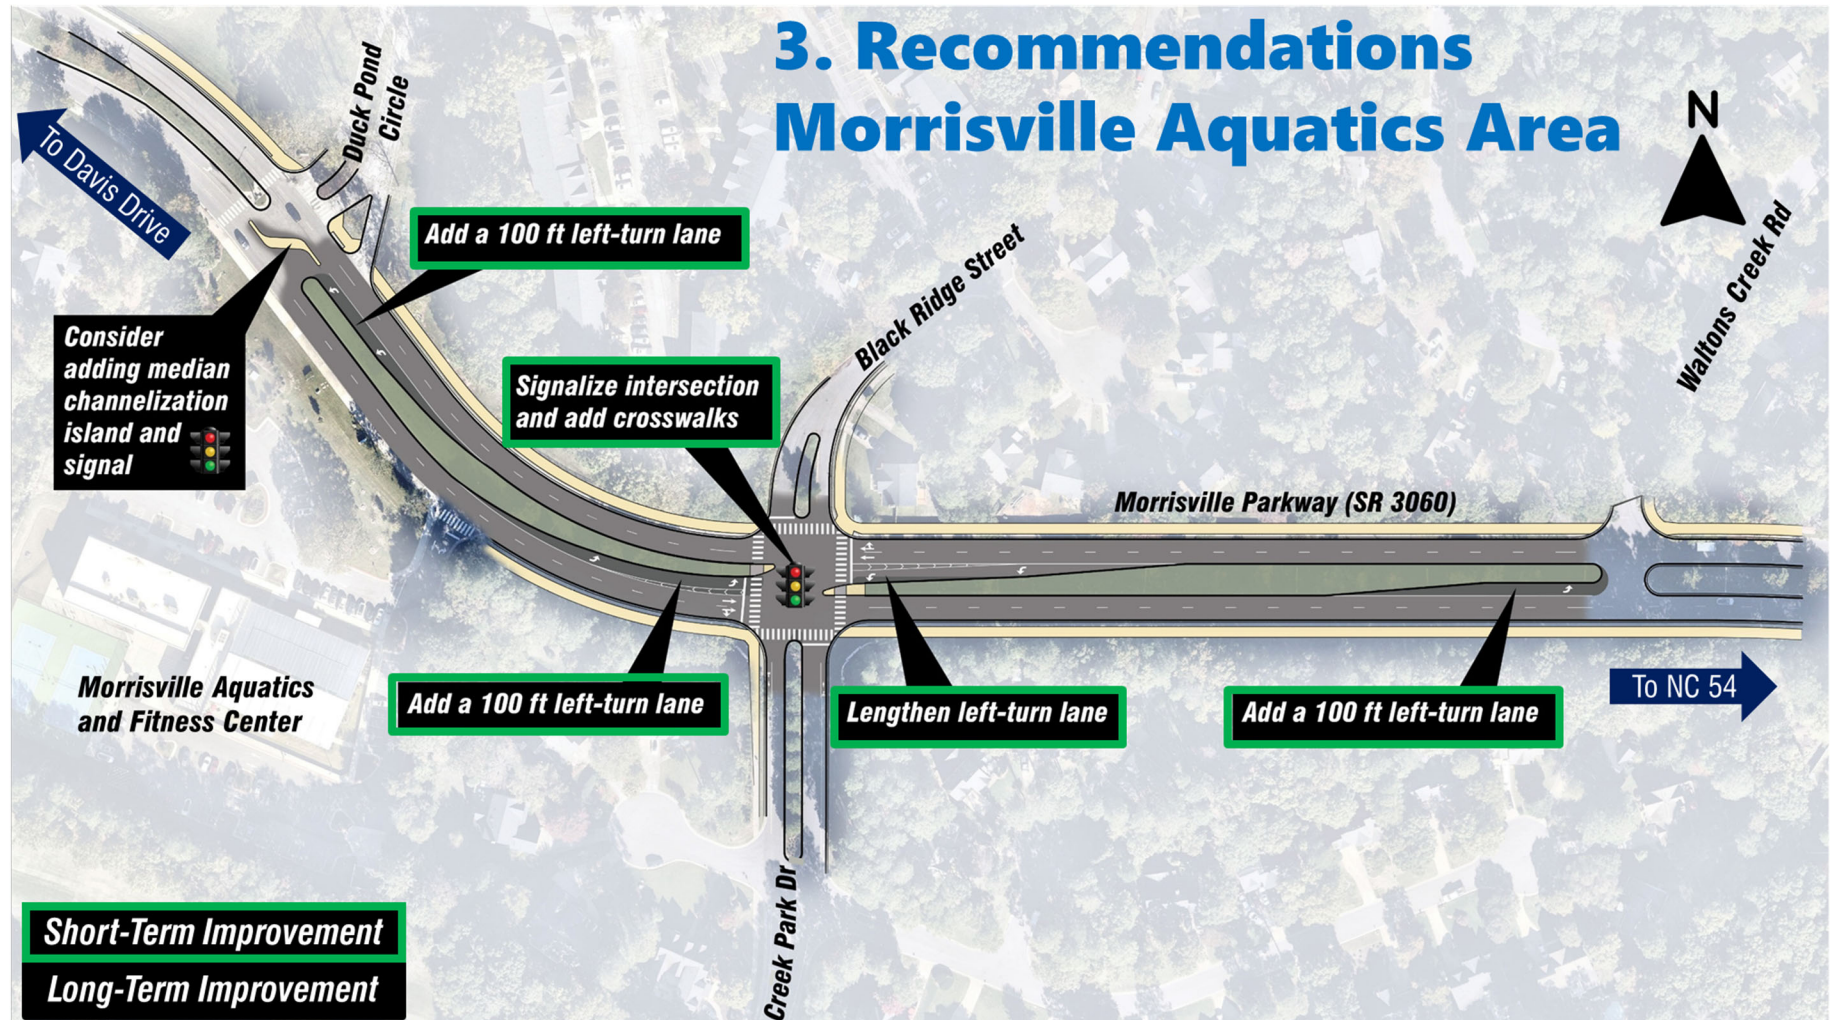 3. Recommendations
Morrisville Aquatics Area
N
To Davis Drive
Duck Pond
Circle
Add a 100 ft left-turn lane
Black Ridge Street
Waltons Creek Rd
Consider
adding median
channelization
island and
signal
Signalize intersection
and add crosswalks
Morrisville Parkway (SR 3060)
Morrisville Aquatics
and Fitness Center
Add a 100 ft left-turn lane
Lengthen left-turn lane
Add a 100 ft left-turn lane
To NC 54
Creek Park Dr
Short-Term Improvement
Long-Term Improvement